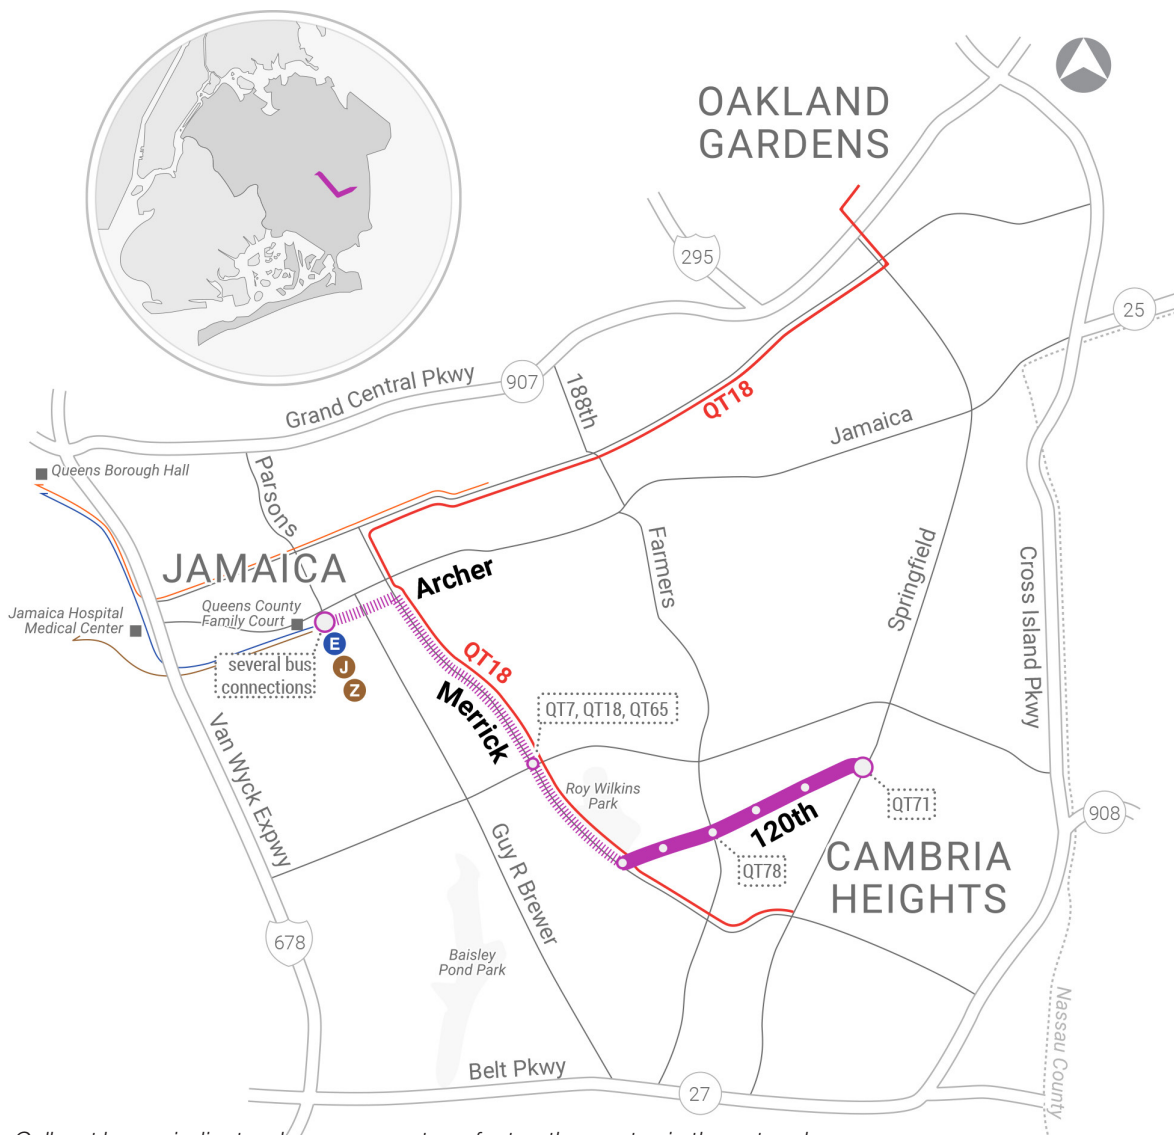 OAKLAND
GARDENS
295
25
Grand Central Pkwy
907
188th
QT18
Jamaica
Queens Borough Hall
Parsons
JAMAICA
Archer
Farmers
Springfield
Cross Island Pkwy
Jamaica Hospital
Medical Center
Queens County
Family Court
E
J
Z
several bus
connections
QT18
Merrick
QT7, QT18, QT65
Van Wyck Expwy
Roy Wilkins
Park
120th
QT71
908
QT78
CAMBRIA
HEIGHTS
Guy R Brewer
678
Baisley
Pond Park
Nassau County
Belt Pkwy
27